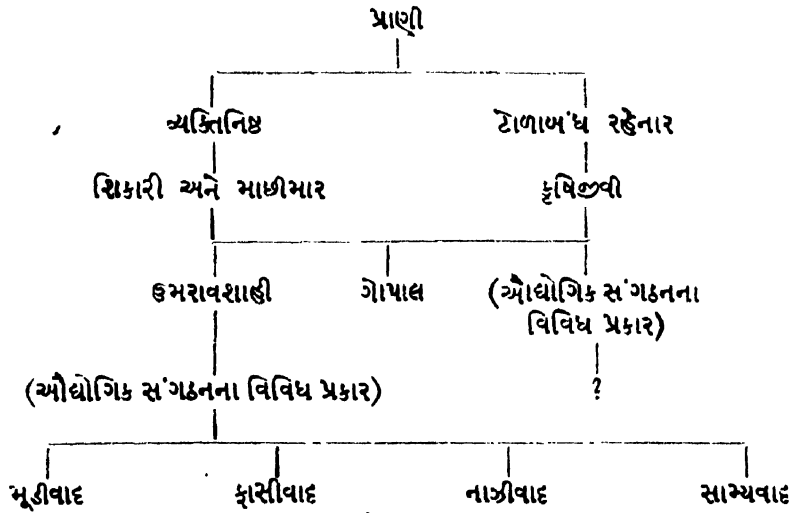 પ્રાણી
વ્યક્તિનિષ્ઠ
ટોળાબંધ રહેનાર
શિકારી અને માછીમાર
કૃષિજીવી
ઉમરાવશાહી
ગોપાલ
(ઔદ્યોગિક સંગઠનના
વિવિધ પ્રકાર)
(ઔદ્યોગિક સંગઠનના વિવિધ પ્રકાર)
?
મૂડીવાદ
ફાસીવાદ
નાઝીવાદ
સામ્યવાદ